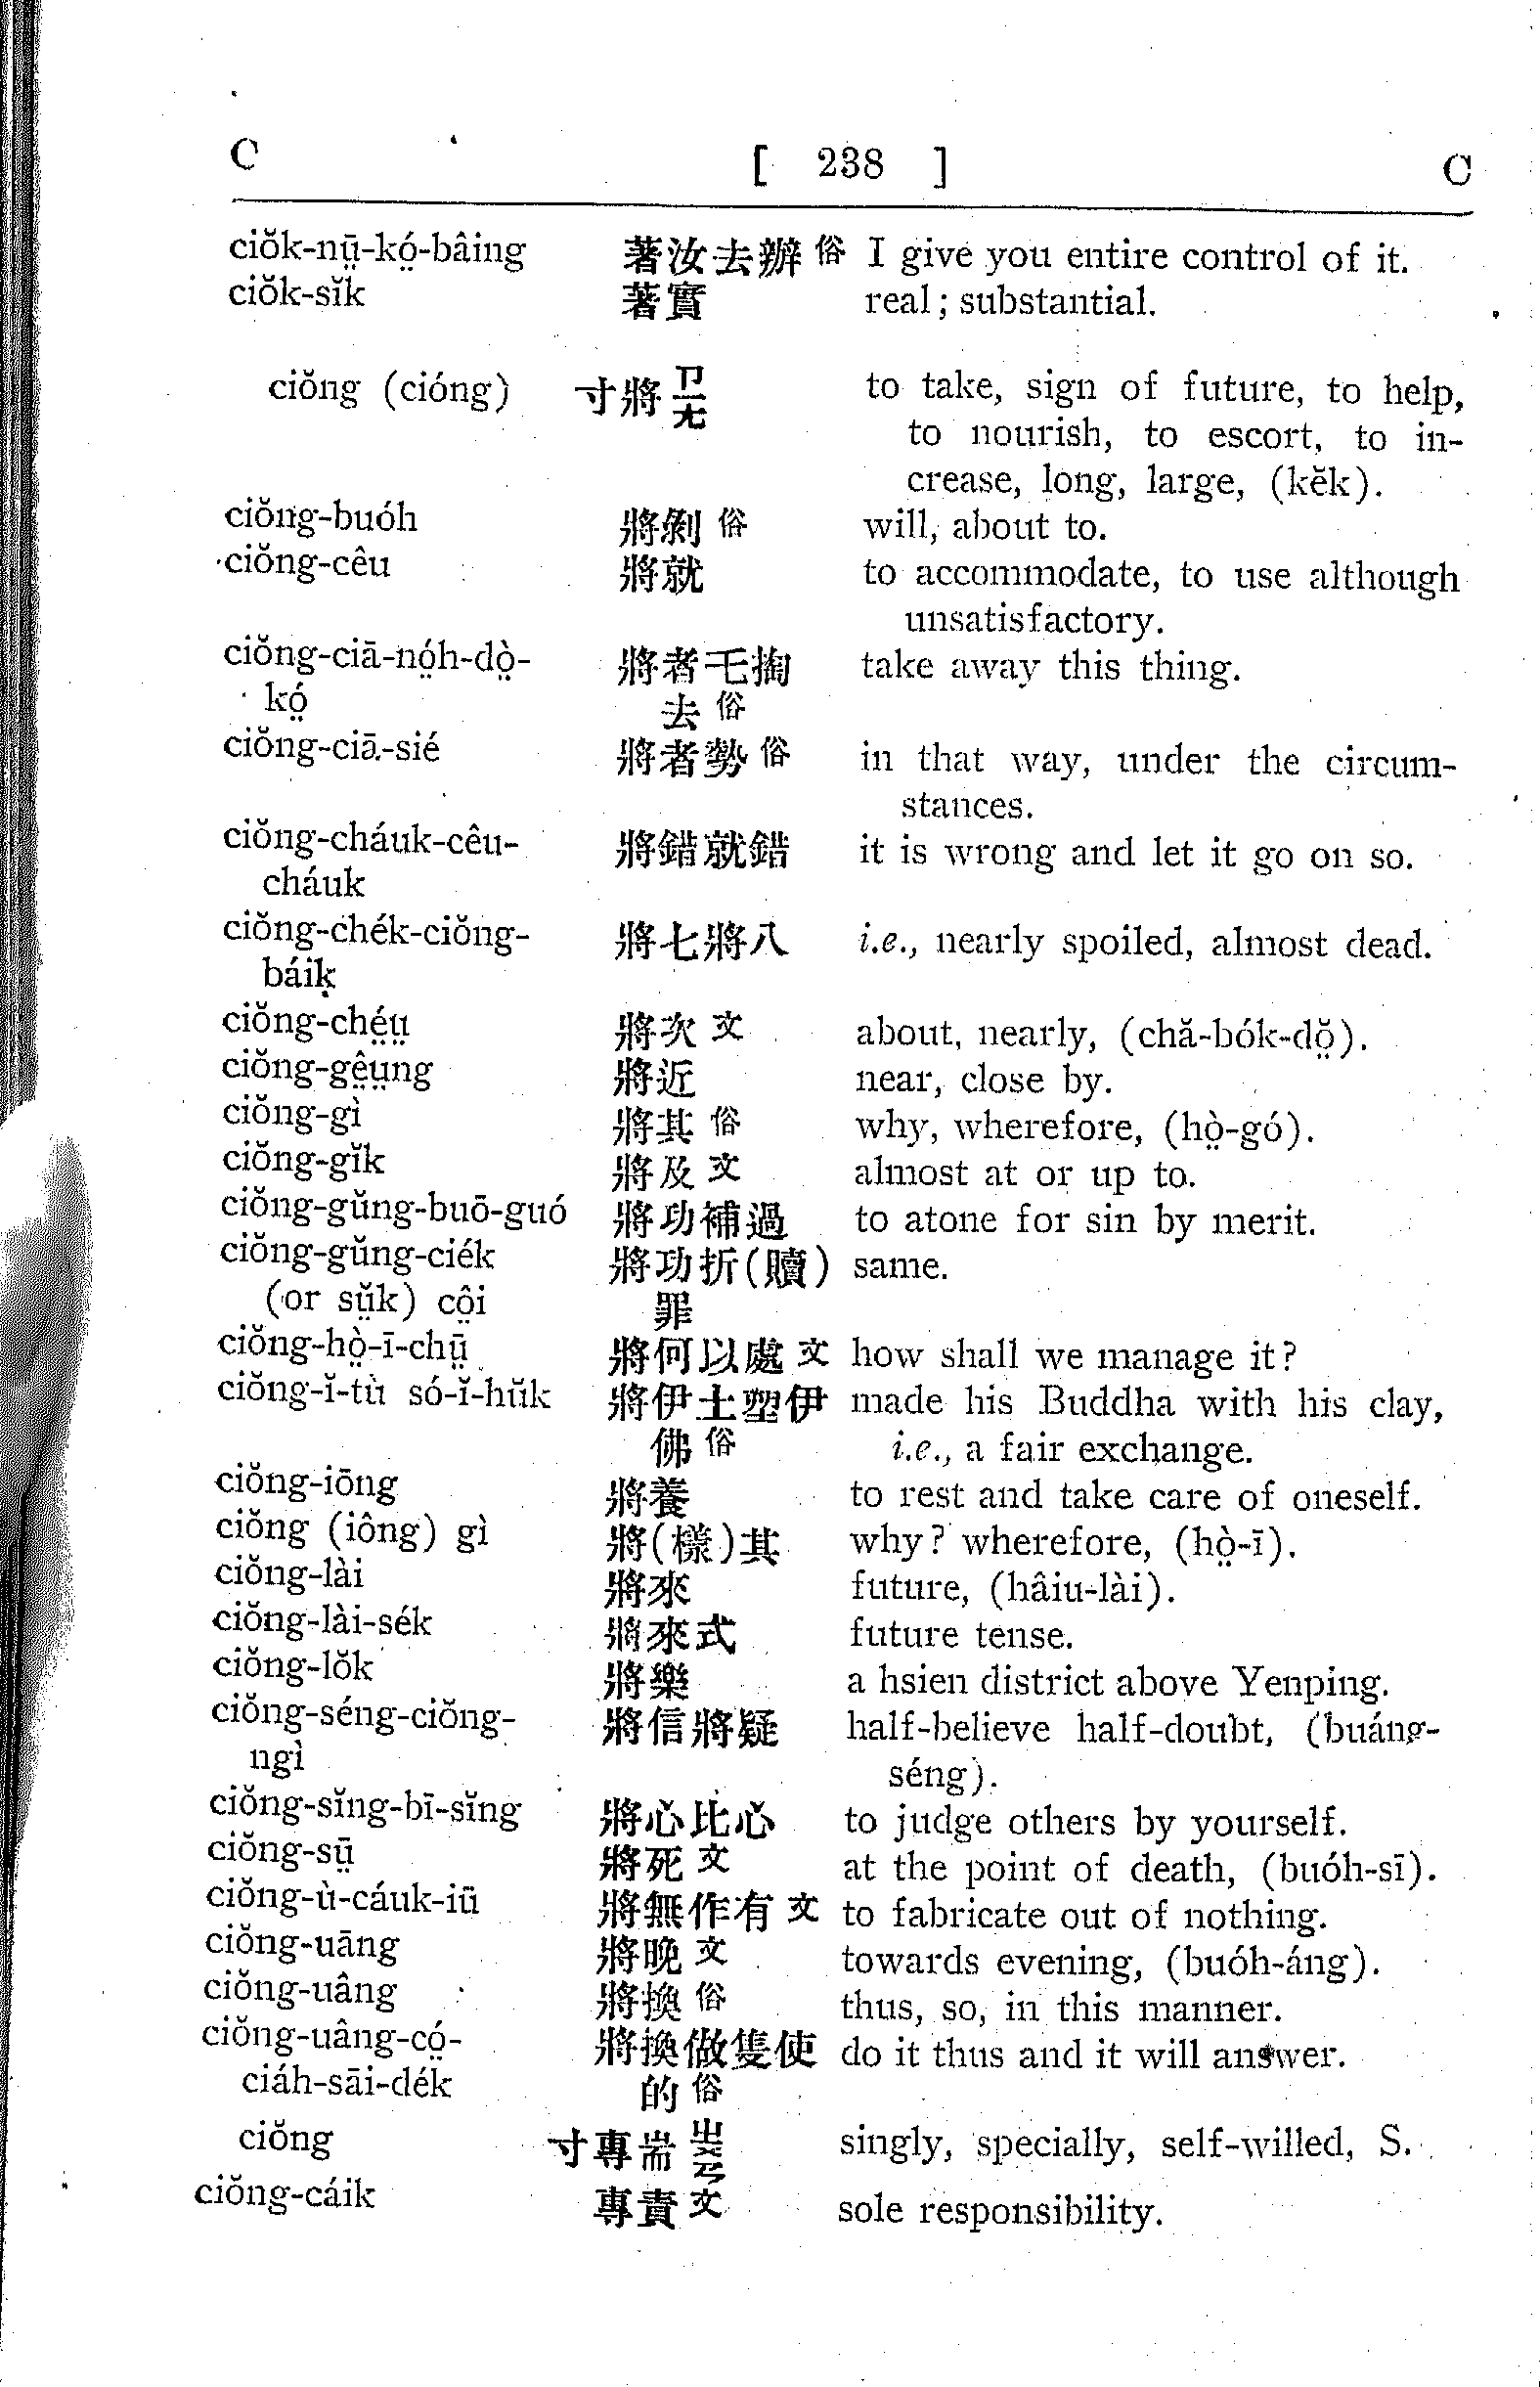 C [ 238 ] C
ciŏk-nṳ̄-kó̤-bâing 著汝去辦 俗 I give you entire control of it.
ciŏk-sĭk 著實 real; substantial.
ciŏng (cióng) 寸將 ㄗㄧㄤ to take, sign of future, to help,
to nourish, to escort, to in-
crease, long, large, (kĕk).
ciŏng-buóh 將剝 俗 will, about to.
ciŏng-cêu 將就 to accommodate, to use although
unsatisfactory.
ciŏng-ciā-nó̤h-dò̤- 將者乇掏 take away this thing.
kó̤ 去 俗
ciŏng-ciā-sié 將者勢 俗 in that way, under the circum-
stances.
ciŏng-cháuk-cêu- 將錯就錯 it is wrong and let it go on so.
cháuk
ciŏng-chék-ciŏng- 將七將八 i.e., nearly spoiled, almost dead.
báik
ciŏng-ché̤ṳ 將次 文 about, nearly, (chă-bók-dŏ̤).
ciŏng-gê̤ṳng 將近 near, close by.
ciŏng-gì 將其 俗 why, wherefore, (hò̤-gó).
ciŏng-gĭk 將及 文 almost at or up to.
ciŏng-gŭng-buō-guó 將功補過 to atone for sin by merit.
ciŏng-gŭng-ciék 將功折(贖) same.
(or sṳ̆k) cô̤i 罪
ciŏng-hò̤-ī-chṳ̄ 將何以處 文 how shall we manage it?
ciŏng-ĭ-tù só-ĭ-hŭk 將伊土塑伊 made his Buddha with his clay,
佛 俗 i.e., a fair exchange.
ciŏng-iōng 將養 to rest and take care of oneself.
ciŏng (iông) gì 將(樣)其 why? wherefore, (hò̤-ī).
ciŏng-lài 將來 future, (hâiu-lài).
ciŏng-lài-sék 將來式 future tense.
ciŏng-lŏk 將樂 a hsien district above Yenping.
ciŏng-séng-ciŏng- 將信將疑 half-believe half-doubt, (buáng-
ngì séng).
ciŏng-sĭng-bī-sĭng 將心比心 to judge others by yourself.
ciŏng-sṳ̄ 將死 文 at the point of death, (buóh-sī).
ciŏng-ù-cáuk-iū 將無作有 文 to fabricate out of nothing.
ciŏng-uāng 將晚 文 towards evening, (buóh-áng).
ciŏng-uâng 將換 俗 thus, so, in this manner.
ciŏng-uâng-có̤- 將換做隻使 do it thus and it will answer.
ciáh-sāi-dék 的 俗
ciŏng 寸專耑 ㄓㄨㄢ singly, specially, self-willed, S.
ciŏng-cáik 專責 文 sole responsibility.